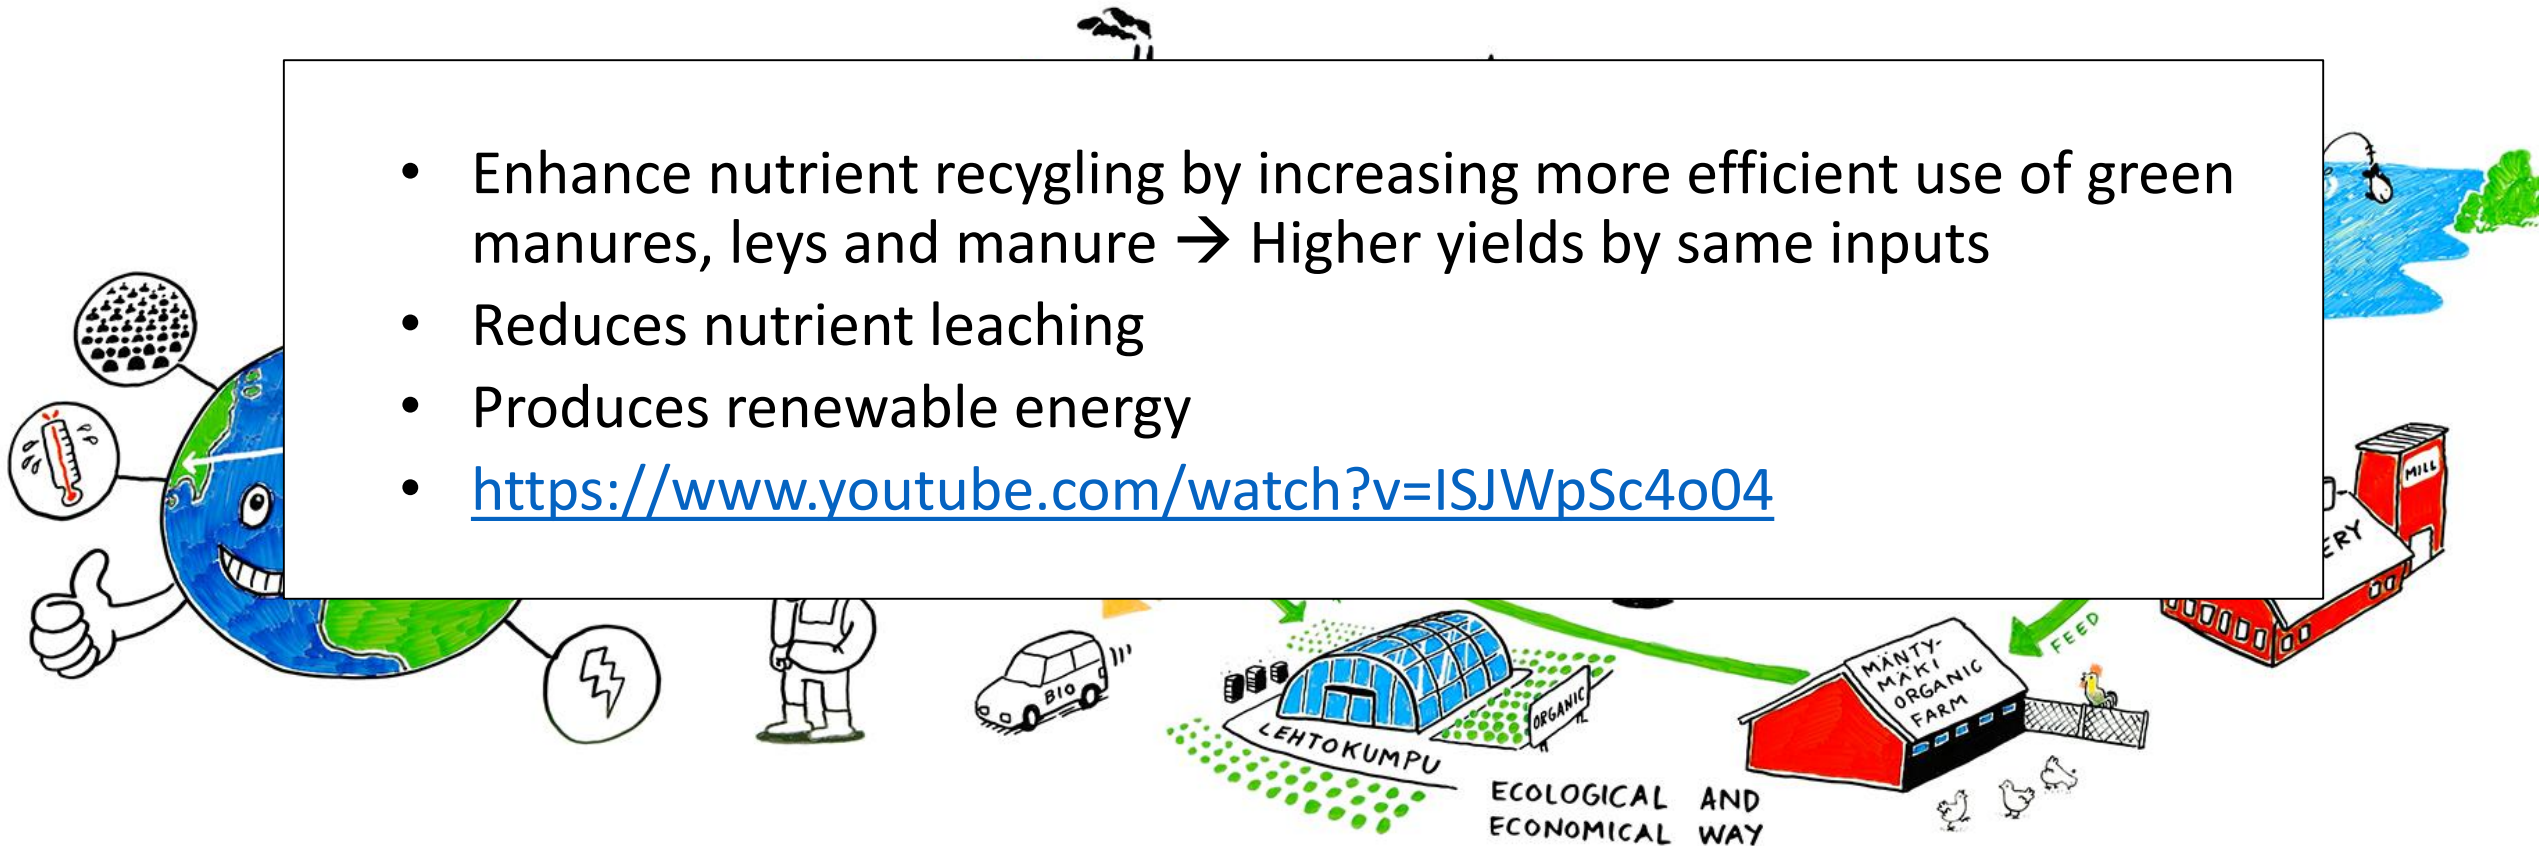 • Enhance nutrient recygling by increasing more efficient use of green
manures, leys and manure → Higher yields by same inputs
• Reduces nutrient leaching
• Produces renewable energy
• https://www.youtube.com/watch?v=ISJWpSc4o04
MILL
ERY
FEED
BIO
ORGANIC
LEHTOKUMPU
MÄNTY-
MÄKI
ORGANIC
FARM
ECOLOGICAL AND
ECONOMICAL WAY